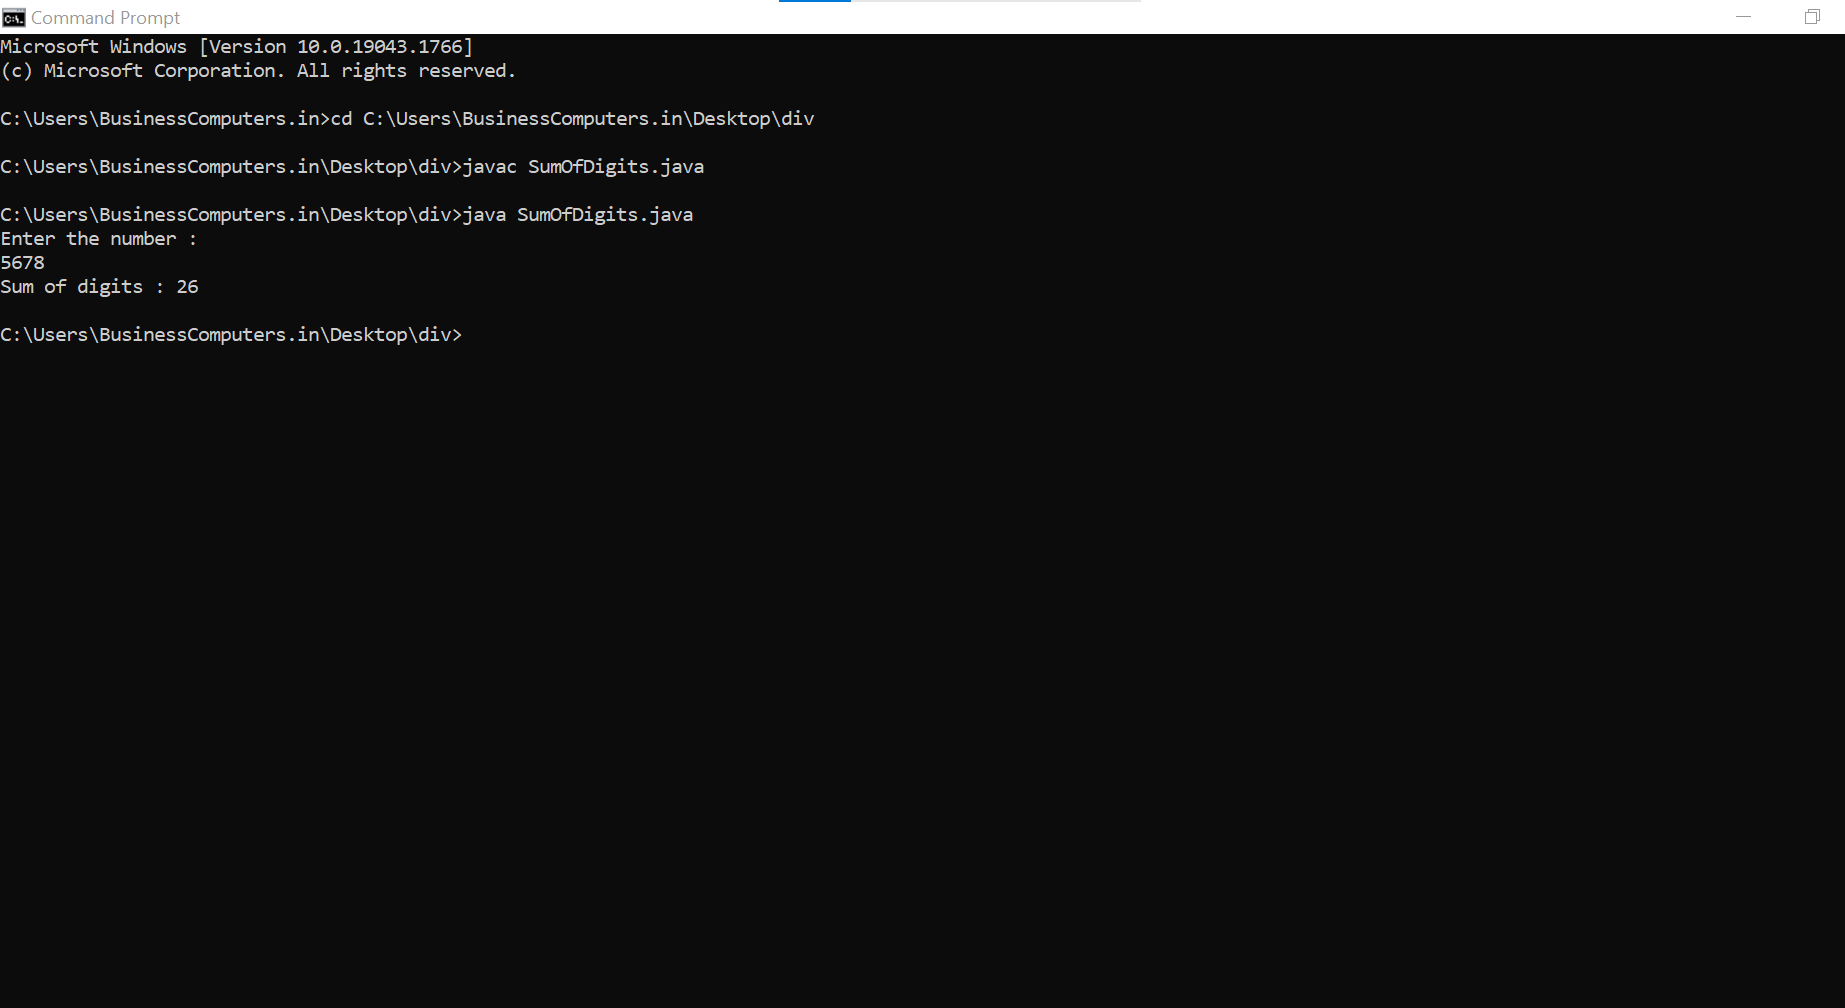 Command Prompt
Microsoft Windows [Version 10.0.19043.1766]
(c) Microsoft Corporation. All rights reserved.
C:\Users\BusinessComputers.in>cd C:\Users\BusinessComputers.in\Desktop\div
C:\Users\BusinessComputers.in\Desktop\div>javac SumOfDigits.java
C:\Users\BusinessComputers.in\Desktop\div>java SumOfDigits.java
Enter the number :
5678
Sum of digits : 26
C:\Users\BusinessComputers.in\Desktop\div>